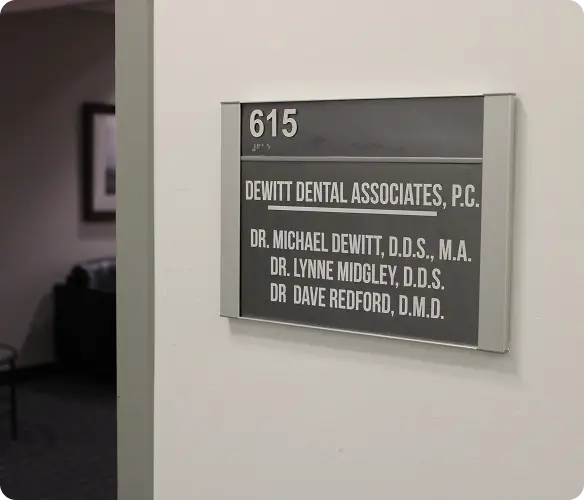 615
DEWITT DENTAL ASSOCIATES, P.C.
DR. MICHAEL DEWITT, D.D.S., M.A.
DR. LYNNE MIDGLEY, D.D.S.
DR DAVE REDFORD, D.M.D.